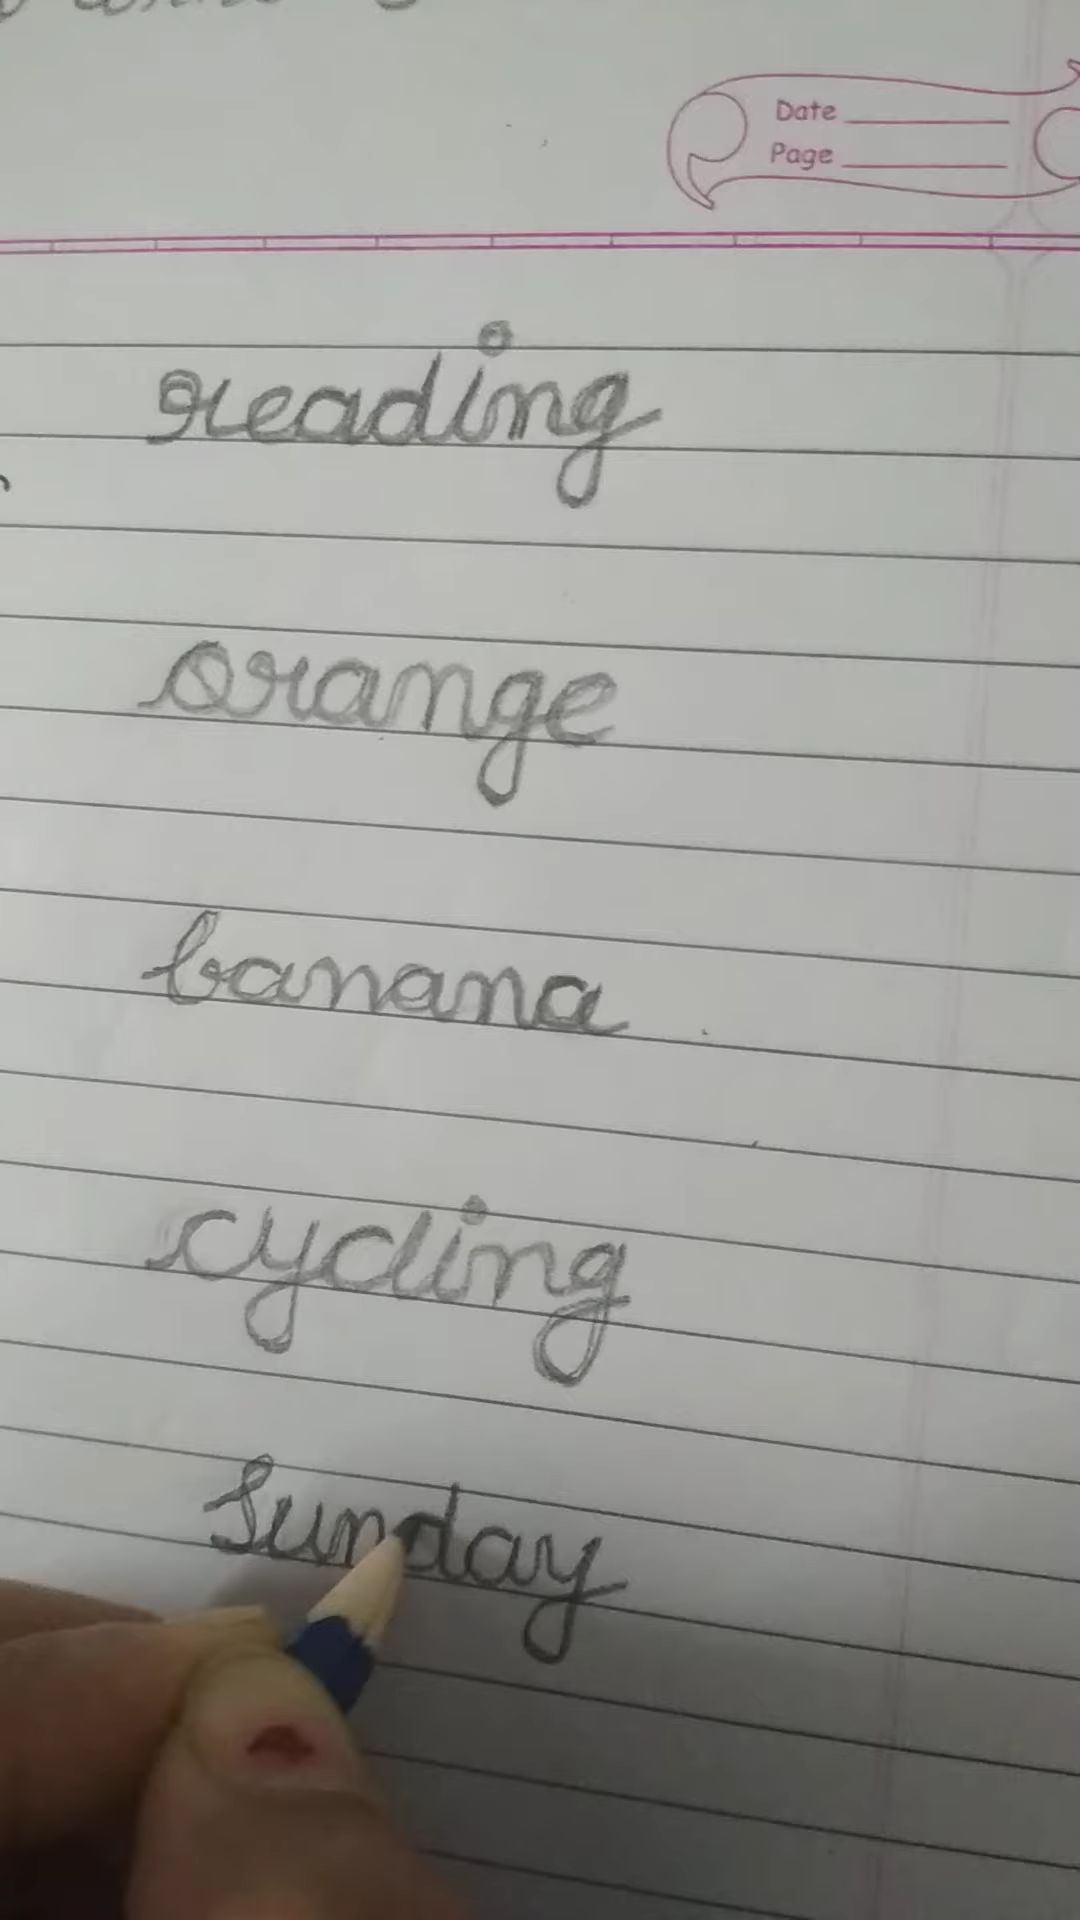 Date
Page
reading
orange
banana
cycling
Sunday